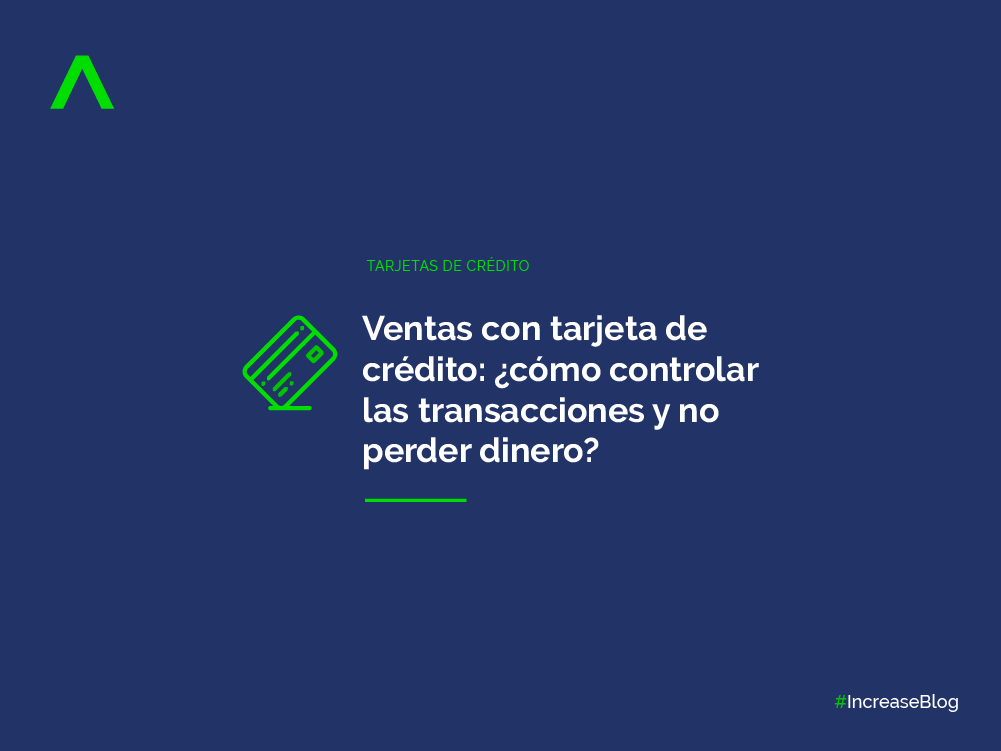 TARJETAS DE CRÉDITO
Ventas con tarjeta de
crédito: ¿cómo controlar
las transacciones y no
perder dinero?
#IncreaseBlog